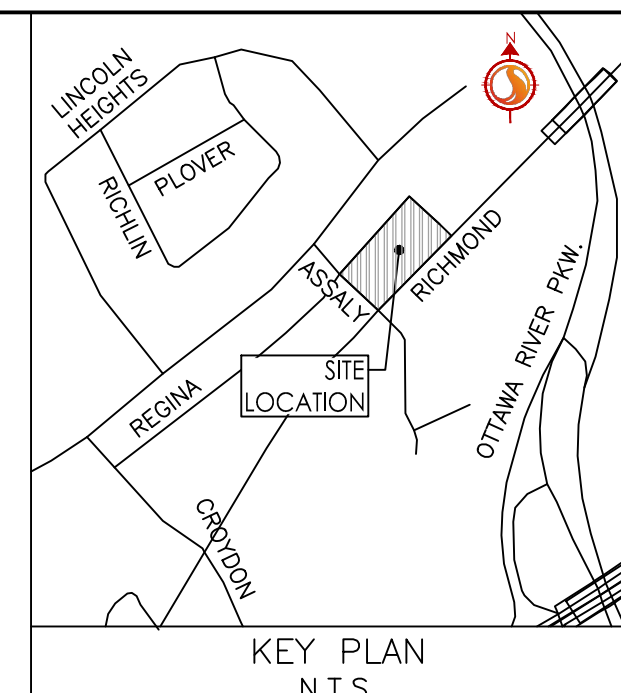 N
LINCOLN
HEIGHTS
PLOVER
RICHLIN
ASSALY
RICHMOND
OTTAWA RIVER PKW.
SITE
LOCATION
REGINA
CROYDON
KEY PLAN
N.T.S.